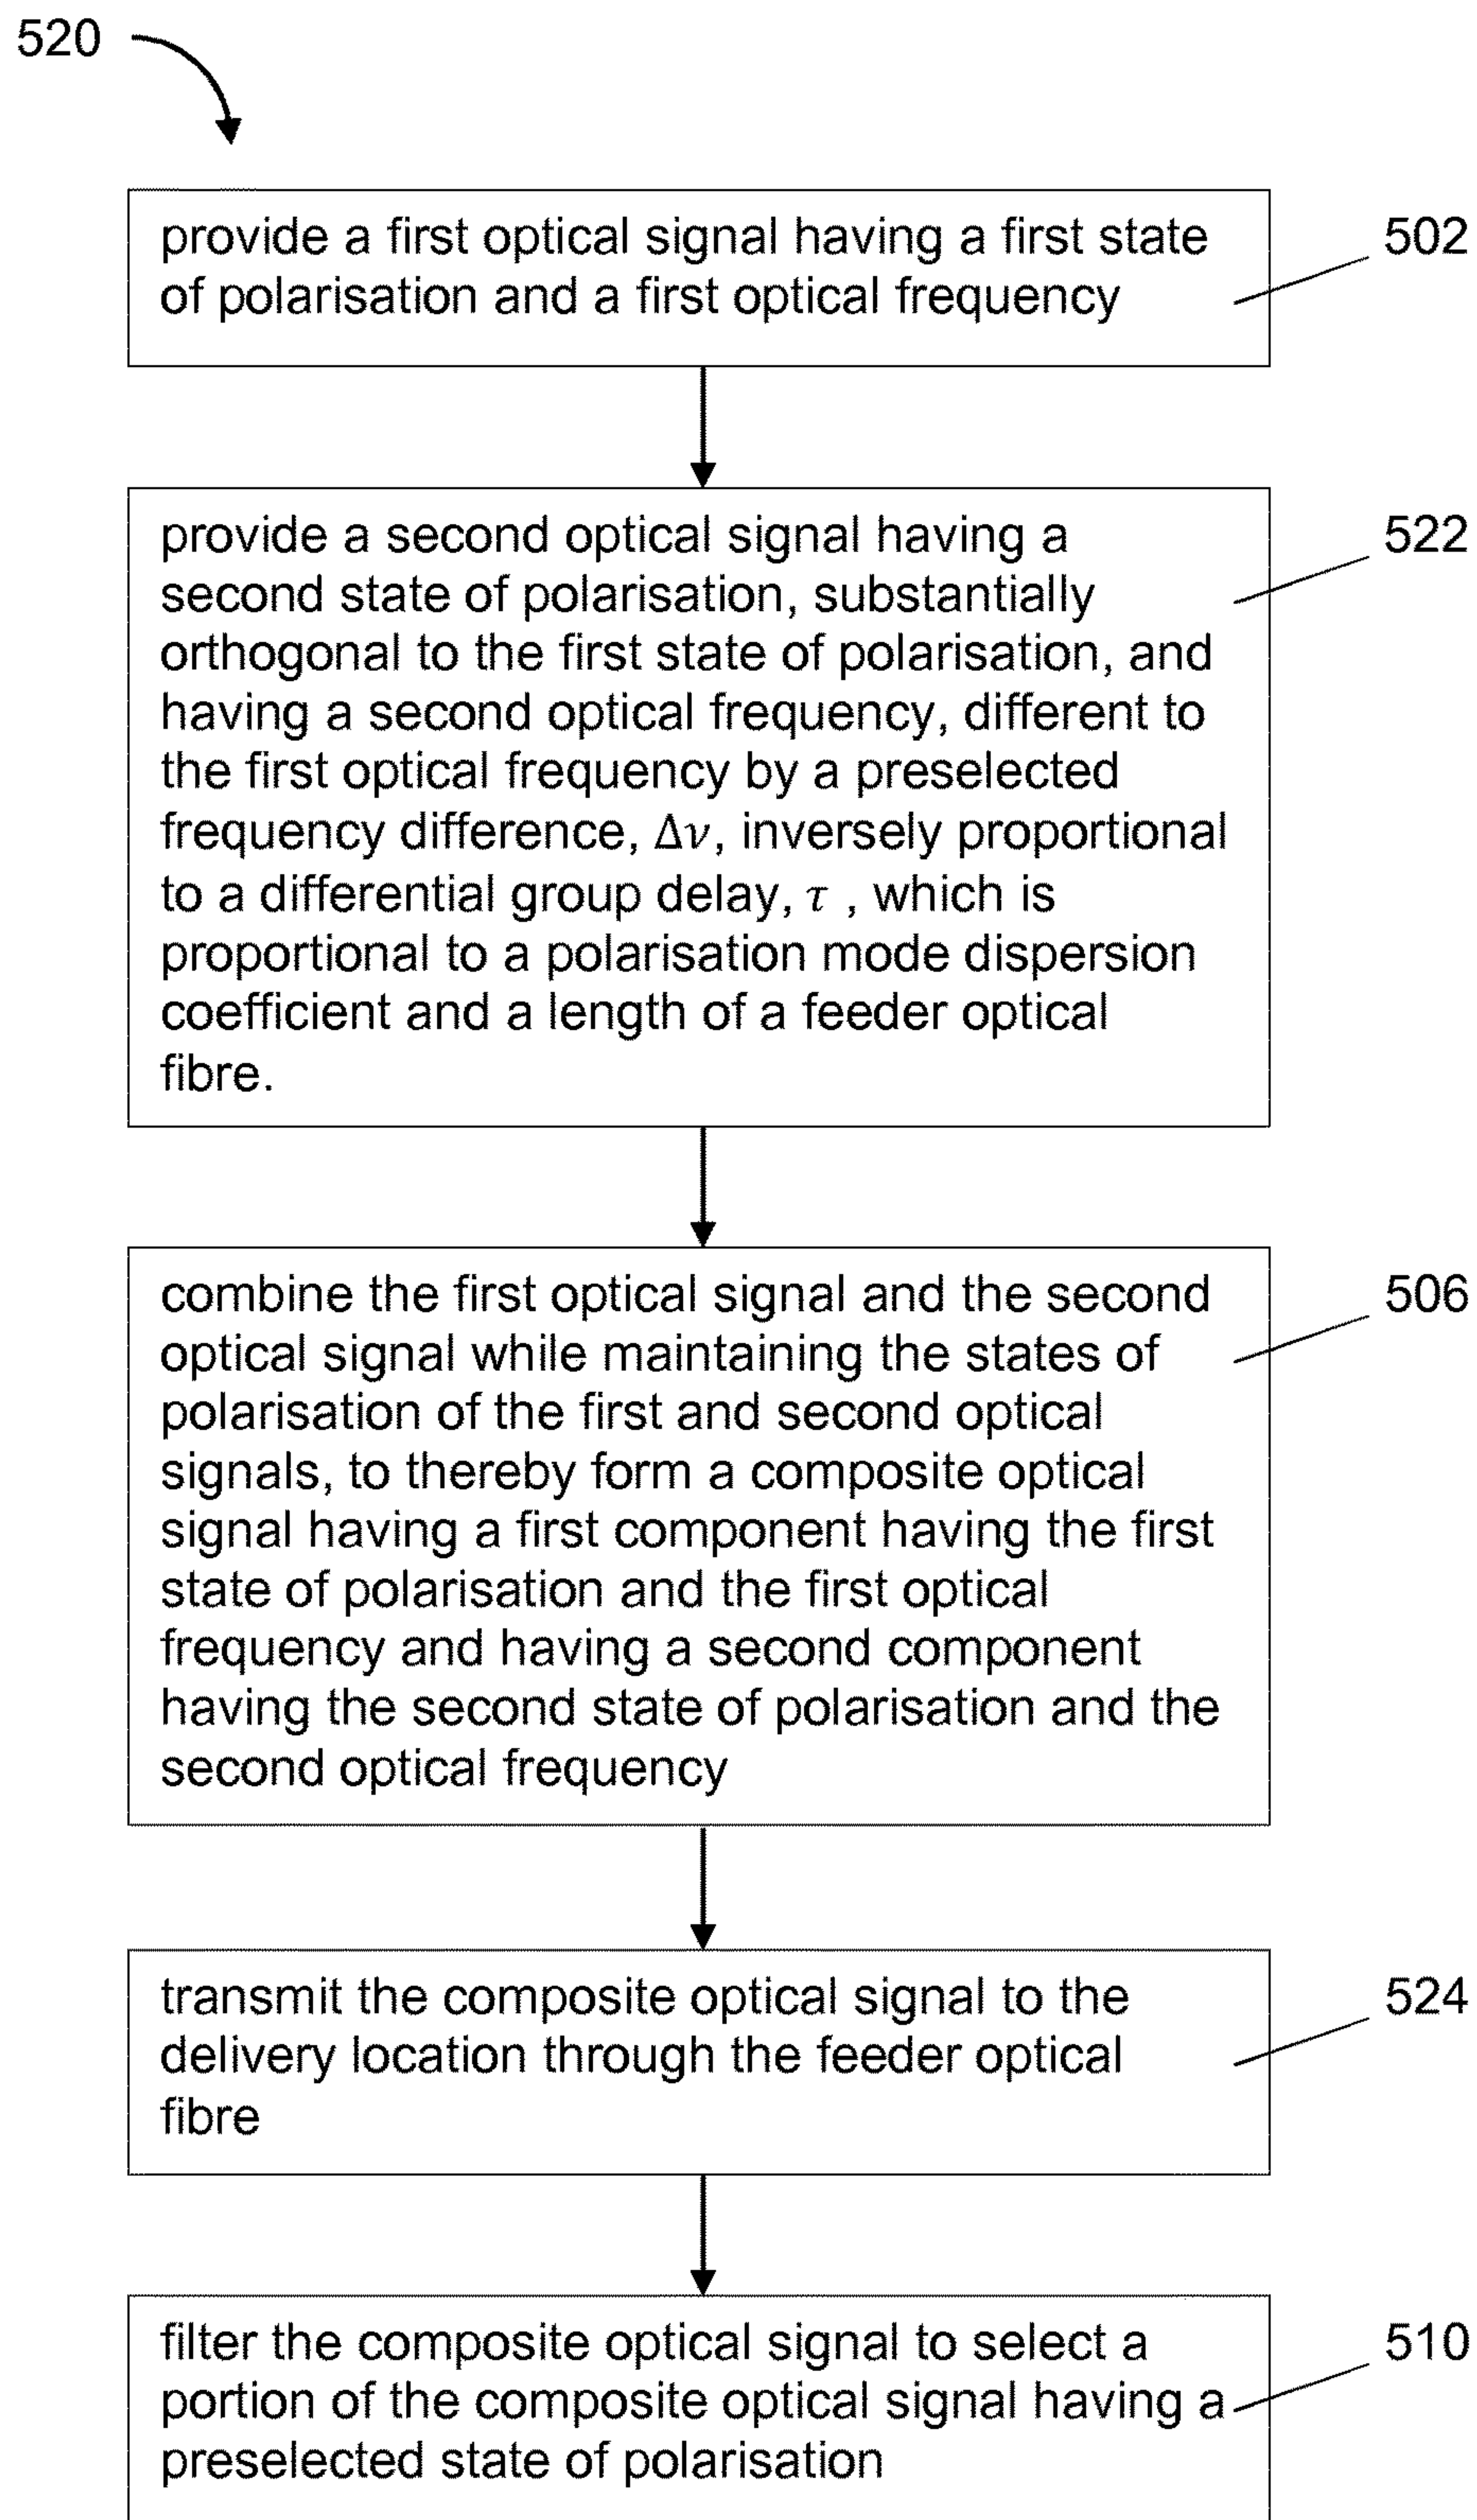 520
provide a first optical signal having a first state
of polarisation and a first optical frequency
502
provide a second optical signal having a
second state of polarisation, substantially
orthogonal to the first state of polarisation, and
having a second optical frequency, different to
the first optical frequency by a preselected
frequency difference, Δν, inversely proportional
to a differential group delay, τ , which is
proportional to a polarisation mode dispersion
coefficient and a length of a feeder optical
fibre.
522
combine the first optical signal and the second
optical signal while maintaining the states of
polarisation of the first and second optical
signals, to thereby form a composite optical
signal having a first component having the first
state of polarisation and the first optical
frequency and having a second component
having the second state of polarisation and the
second optical frequency
506
transmit the composite optical signal to the
delivery location through the feeder optical
fibre
524
filter the composite optical signal to select a
portion of the composite optical signal having a
preselected state of polarisation
510